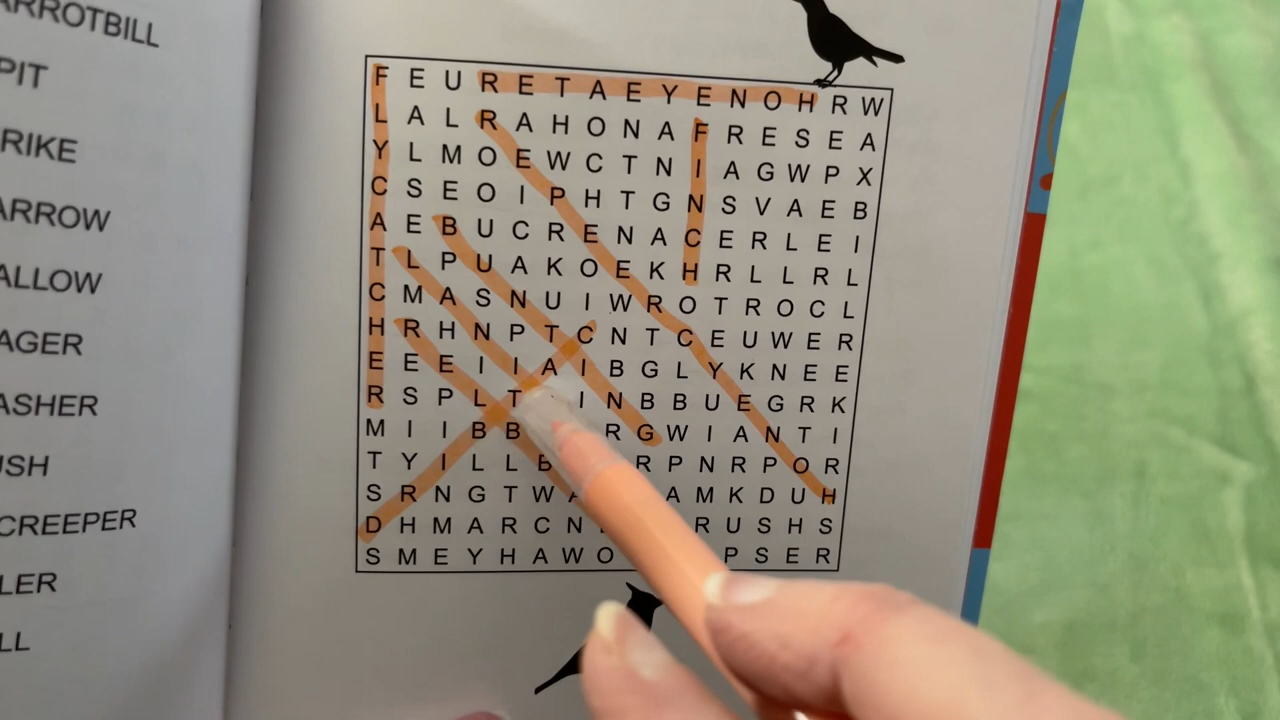 ARROTBILL
PIT
RIKE
ARROW
ALLOW
AGER
ASHER
USH
CREEPER
LER
LL
F E U R E T A E Y E N O H R W
L A L R A H O N A F R E S E A
Y L M O E W C T N I A G W P X
C S E O I P H T G N S V A E B
A E B U C R E N A C E R L E I
T L P U A K O E K H R L L R L
C M A S N U I W R O T R O C L
H R H N P T C N T C E U W E R
E E E I I A I B G L Y K N E E
R S P L T I N B B U E G R K
M I I B B R G W I A N T I
T Y I L L B R P N R P O R
S R N G T W A A M K D U H
D H M A R C N R U S H S
S M E Y H A W O P S E R